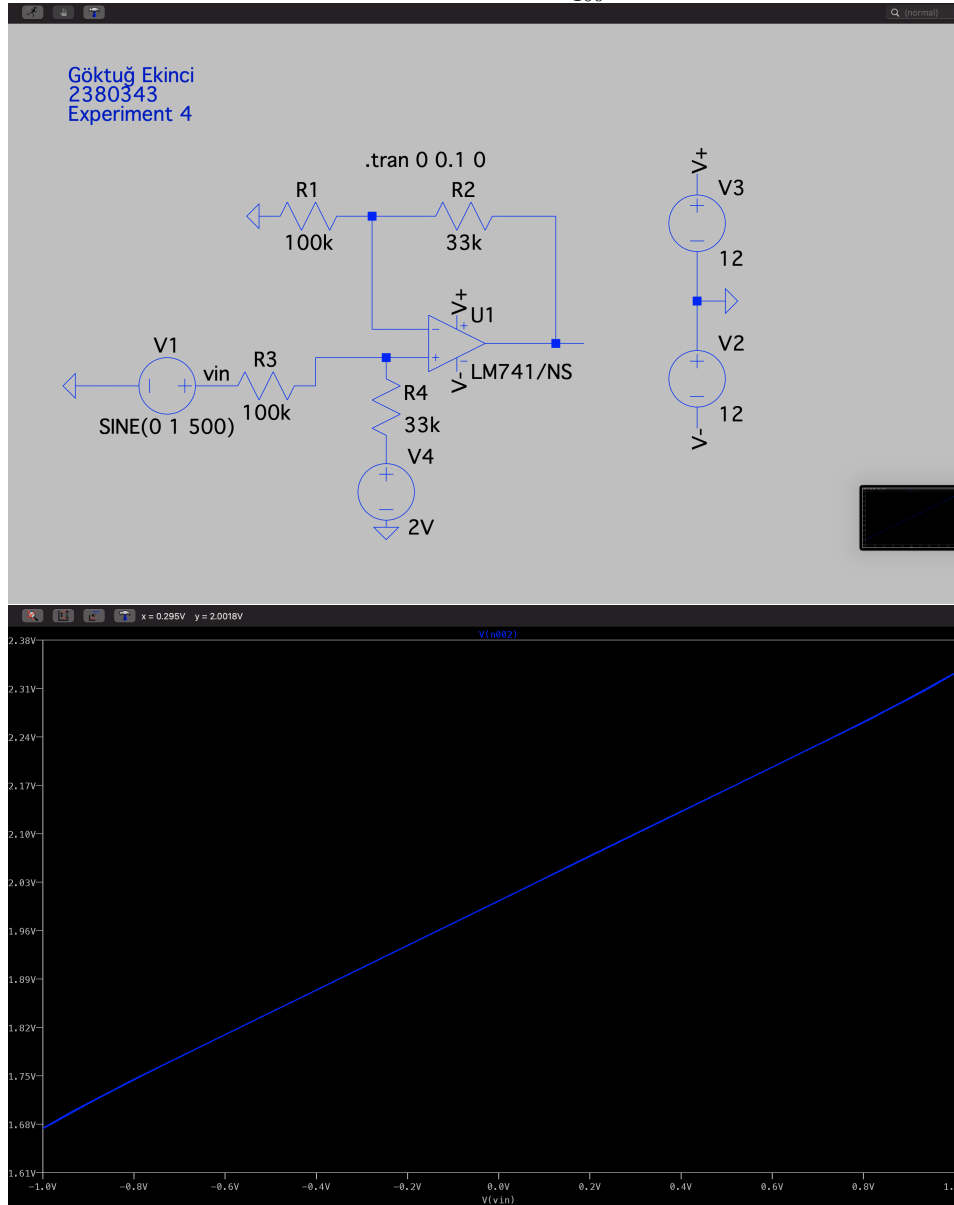 (normal)
Göktuğ Ekinci
2380343
Experiment 4
.tran 0 0.1 0
R1
R2
100k
33k
V+
V3
12
V+
U1
V-
LM741/NS
V1
vin
R3
100k
SINE(0 1 500)
R4
33k
V4
2V
V2
12
V-
x = 0.295V y = 2.0018V
V(n002)
2.38V
2.31V
2.24V
2.17V
2.10V
2.03V
1.96V
1.89V
1.82V
1.75V
1.68V
1.61V
-1.0V -0.8V -0.6V -0.4V -0.2V 0.0V 0.2V 0.4V 0.6V 0.8V
V(vin)